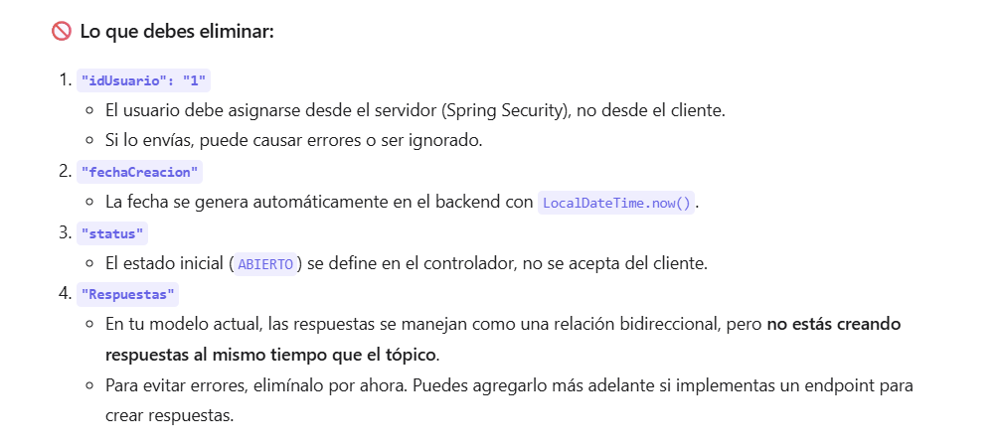 🚫 Lo que debes eliminar:
1. "idUsuario": "1"
○ El usuario debe asignarse desde el servidor (Spring Security), no desde el cliente.
○ Si lo envías, puede causar errores o ser ignorado.
2. "fechaCreacion"
○ La fecha se genera automáticamente en el backend con LocalDateTime.now().
3. "status"
○ El estado inicial (ABIERTO) se define en el controlador, no se acepta del cliente.
4. "Respuestas"
○ En tu modelo actual, las respuestas se manejan como una relación bidireccional, pero no estás creando
respuestas al mismo tiempo que el tópico.
○ Para evitar errores, elimínalo por ahora. Puedes agregarlo más adelante si implementas un endpoint para
crear respuestas.